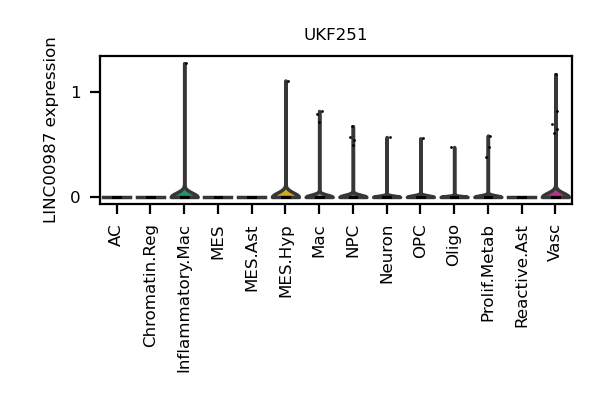 UKF251
LINC00987 expression
1
0
AC
Chromatin.Reg
Inflammatory.Mac
MES
MES.Ast
MES.Hyp
Mac
NPC
Neuron
OPC
Oligo
Prolif.Metab
Reactive.Ast
Vasc